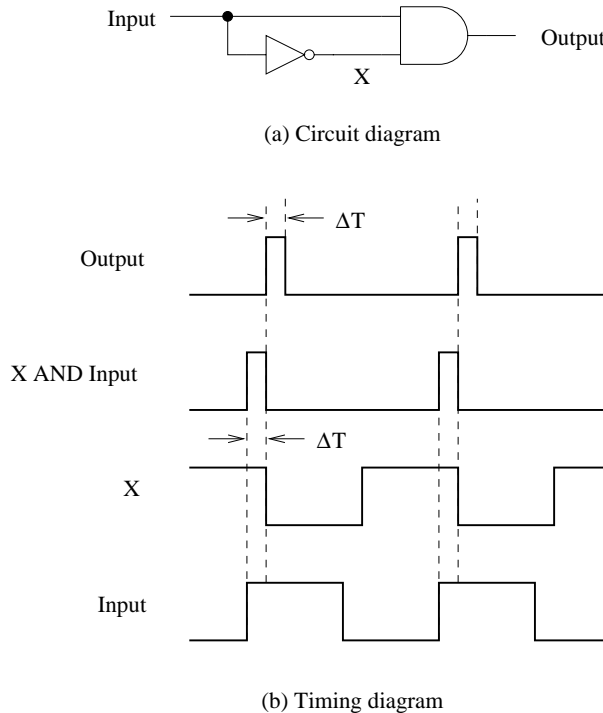 Input
Output
X
(a) Circuit diagram
ΔT
Output
X AND Input
ΔT
X
Input
(b) Timing diagram